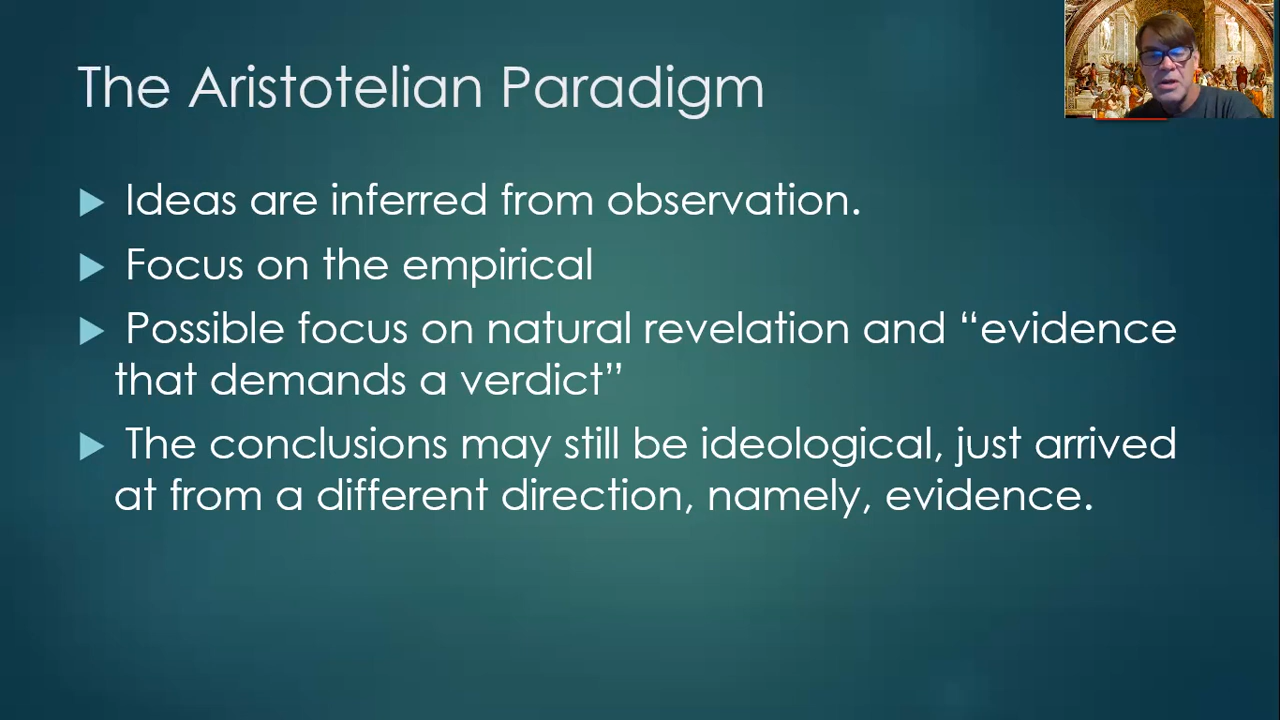 The Aristotelian Paradigm
Ideas are inferred from observation.
Focus on the empirical
Possible focus on natural revelation and “evidence
that demands a verdict”
The conclusions may still be ideological, just arrived
at from a different direction, namely, evidence.